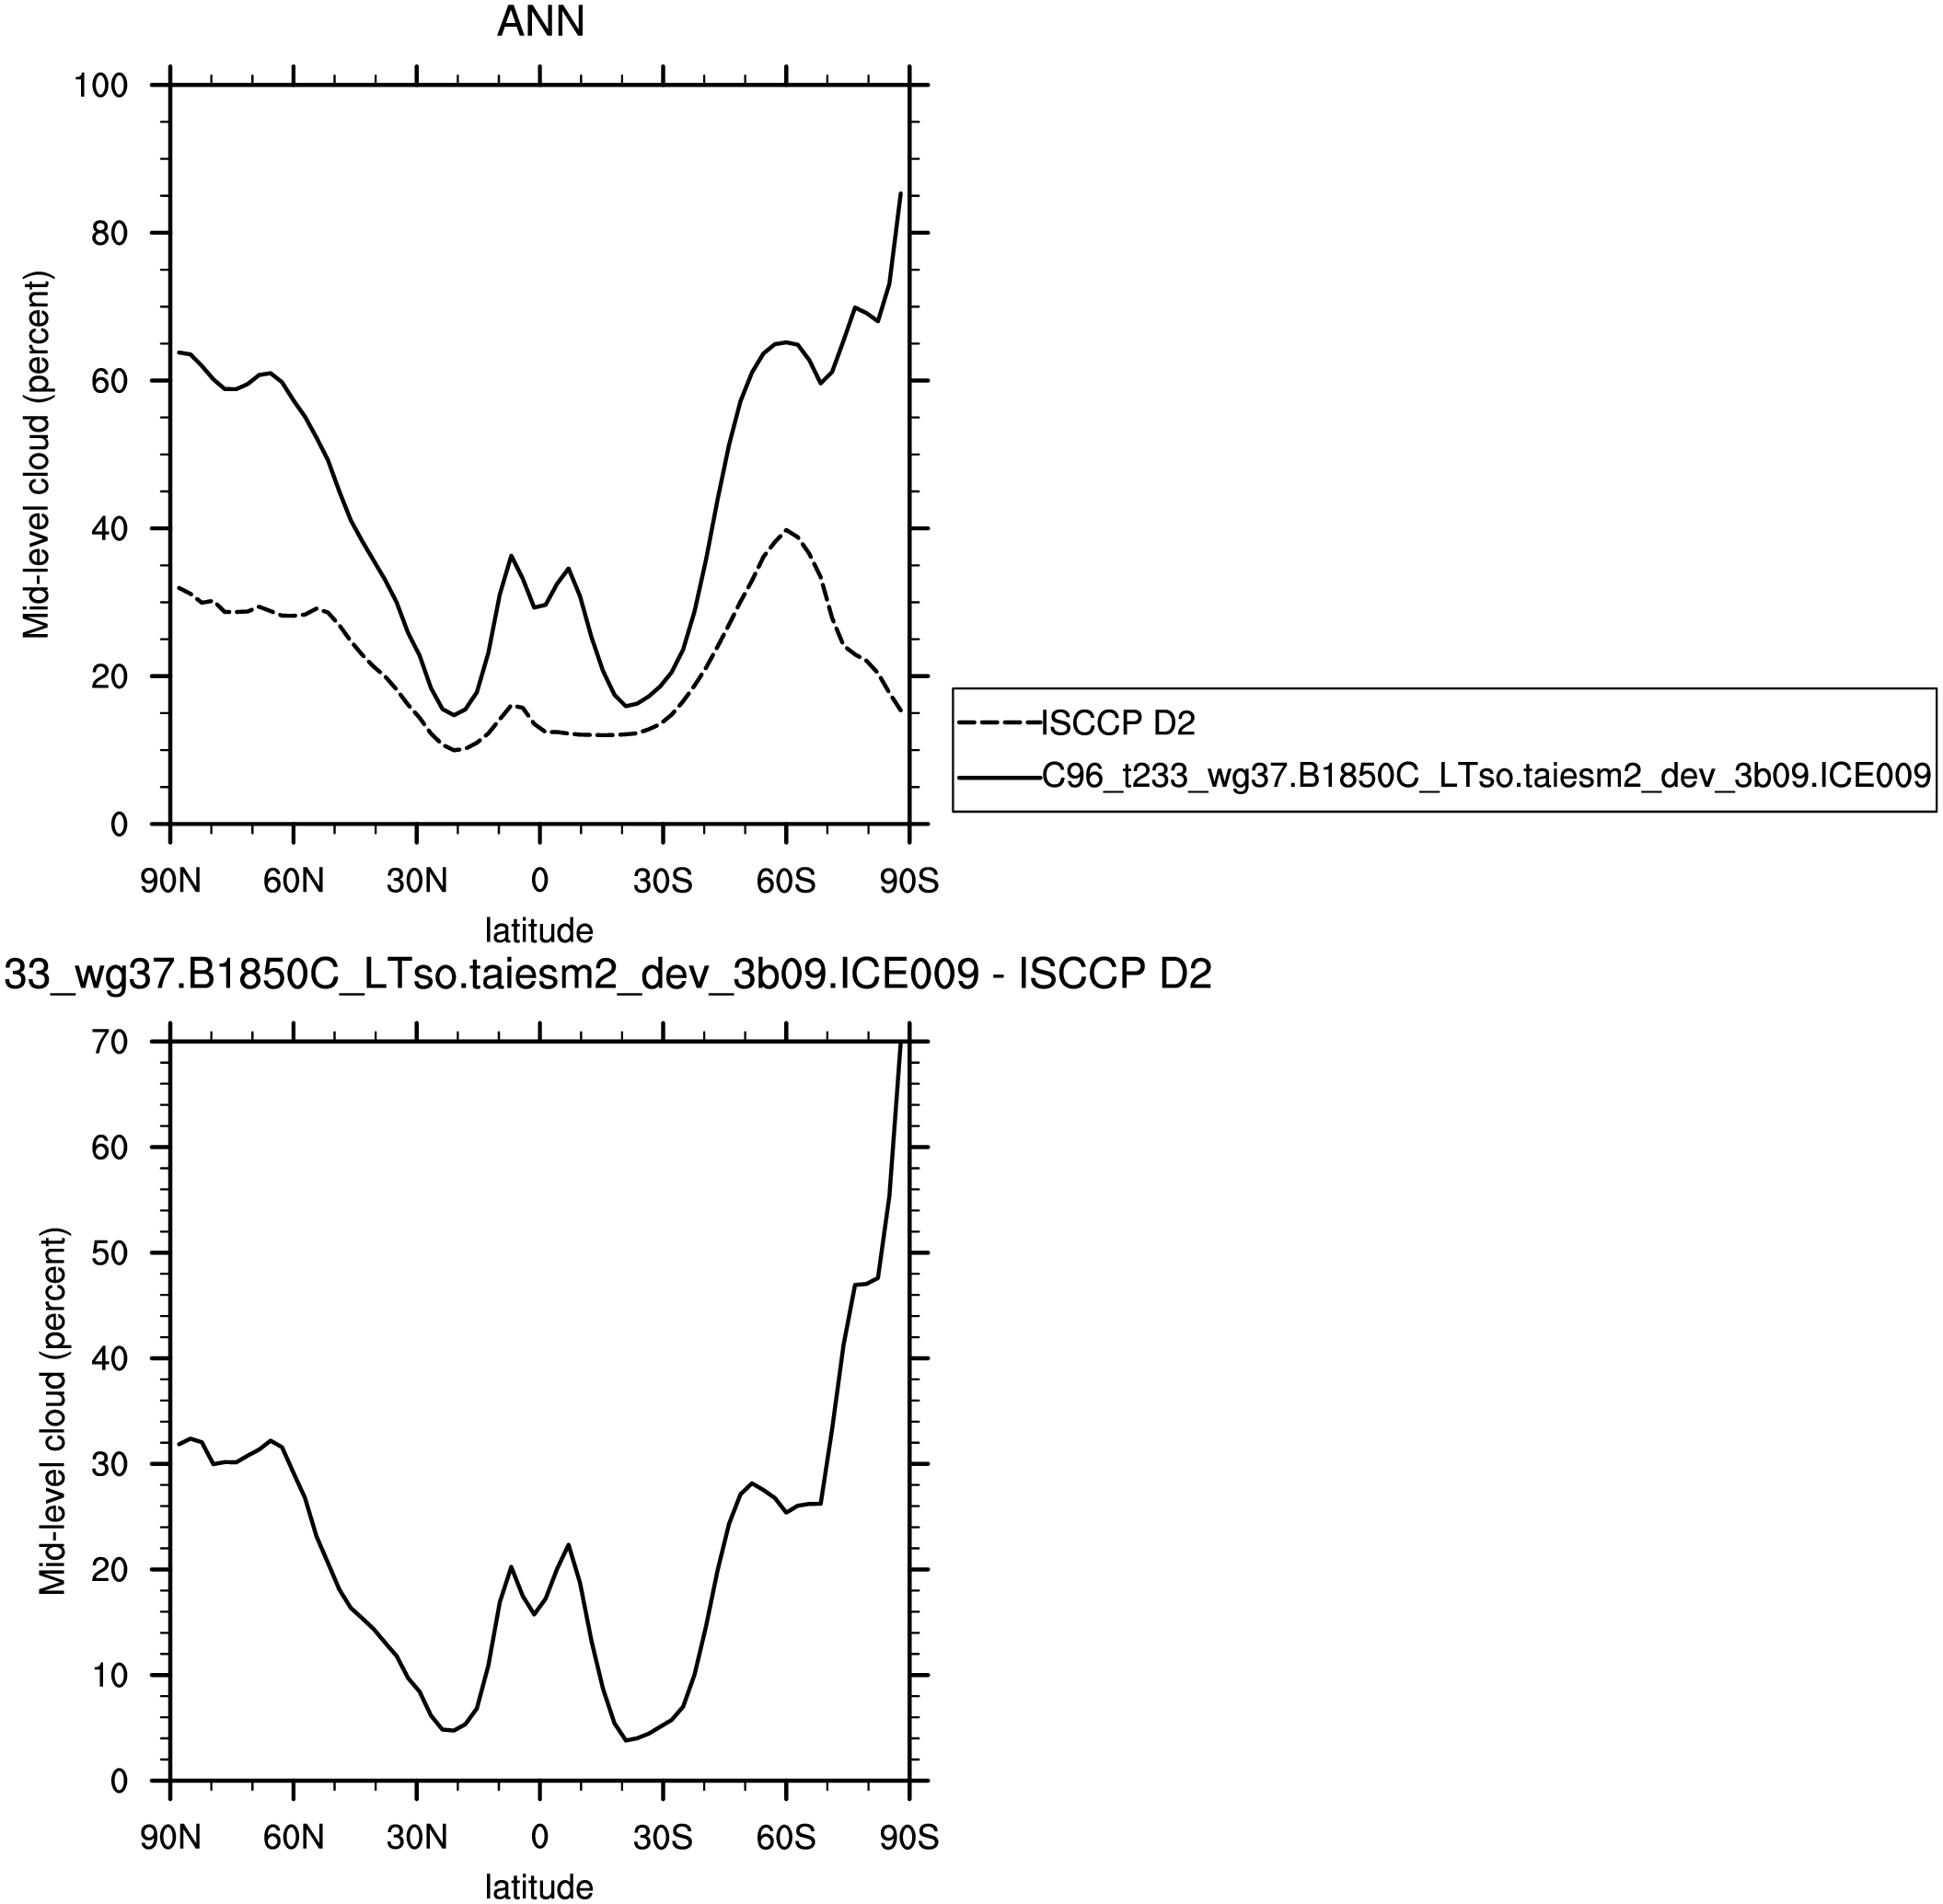 ANN
100
80
60
40
20
0
Mid-level cloud (percent)
90N 60N 30N 0 30S 60S 90S
latitude
ISCCP D2
C96_t233_wg37.B1850C_LTso.taiesm2_dev_3b09.ICE009
33_wg37.B1850C_LTso.taiesm2_dev_3b09.ICE009 - ISCCP D2
70
60
50
40
30
20
10
0
Mid-level cloud (percent)
90N 60N 30N 0 30S 60S 90S
latitude